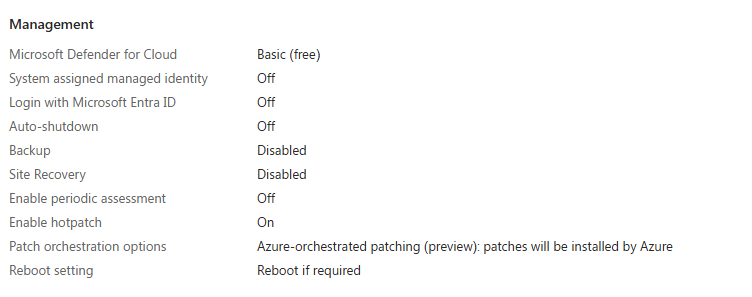 Management
Microsoft Defender for Cloud Basic (free)
System assigned managed identity Off
Login with Microsoft Entra ID Off
Auto-shutdown Off
Backup Disabled
Site Recovery Disabled
Enable periodic assessment Off
Enable hotpatch On
Patch orchestration options Azure-orchestrated patching (preview): patches will be installed by Azure
Reboot setting Reboot if required